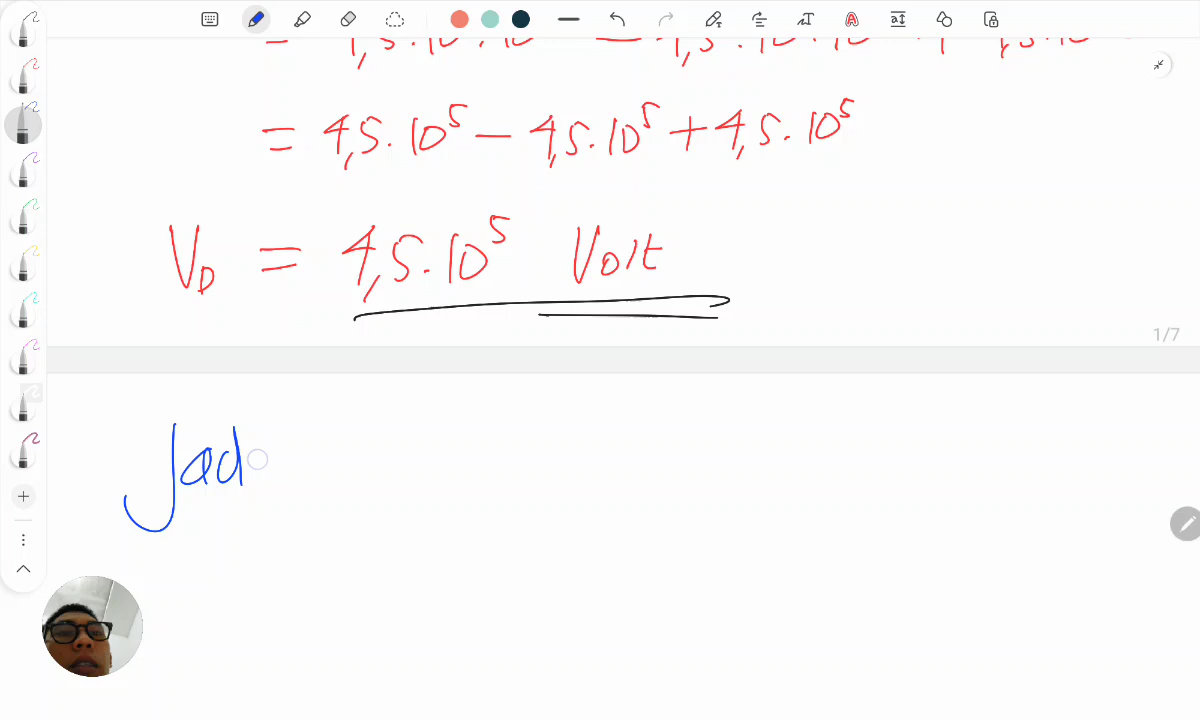 = 4,5.10⁵ - 4,5.10⁵ + 4,5.10⁵
V_D = 4,5.10⁵ Volt
1/7
Jad